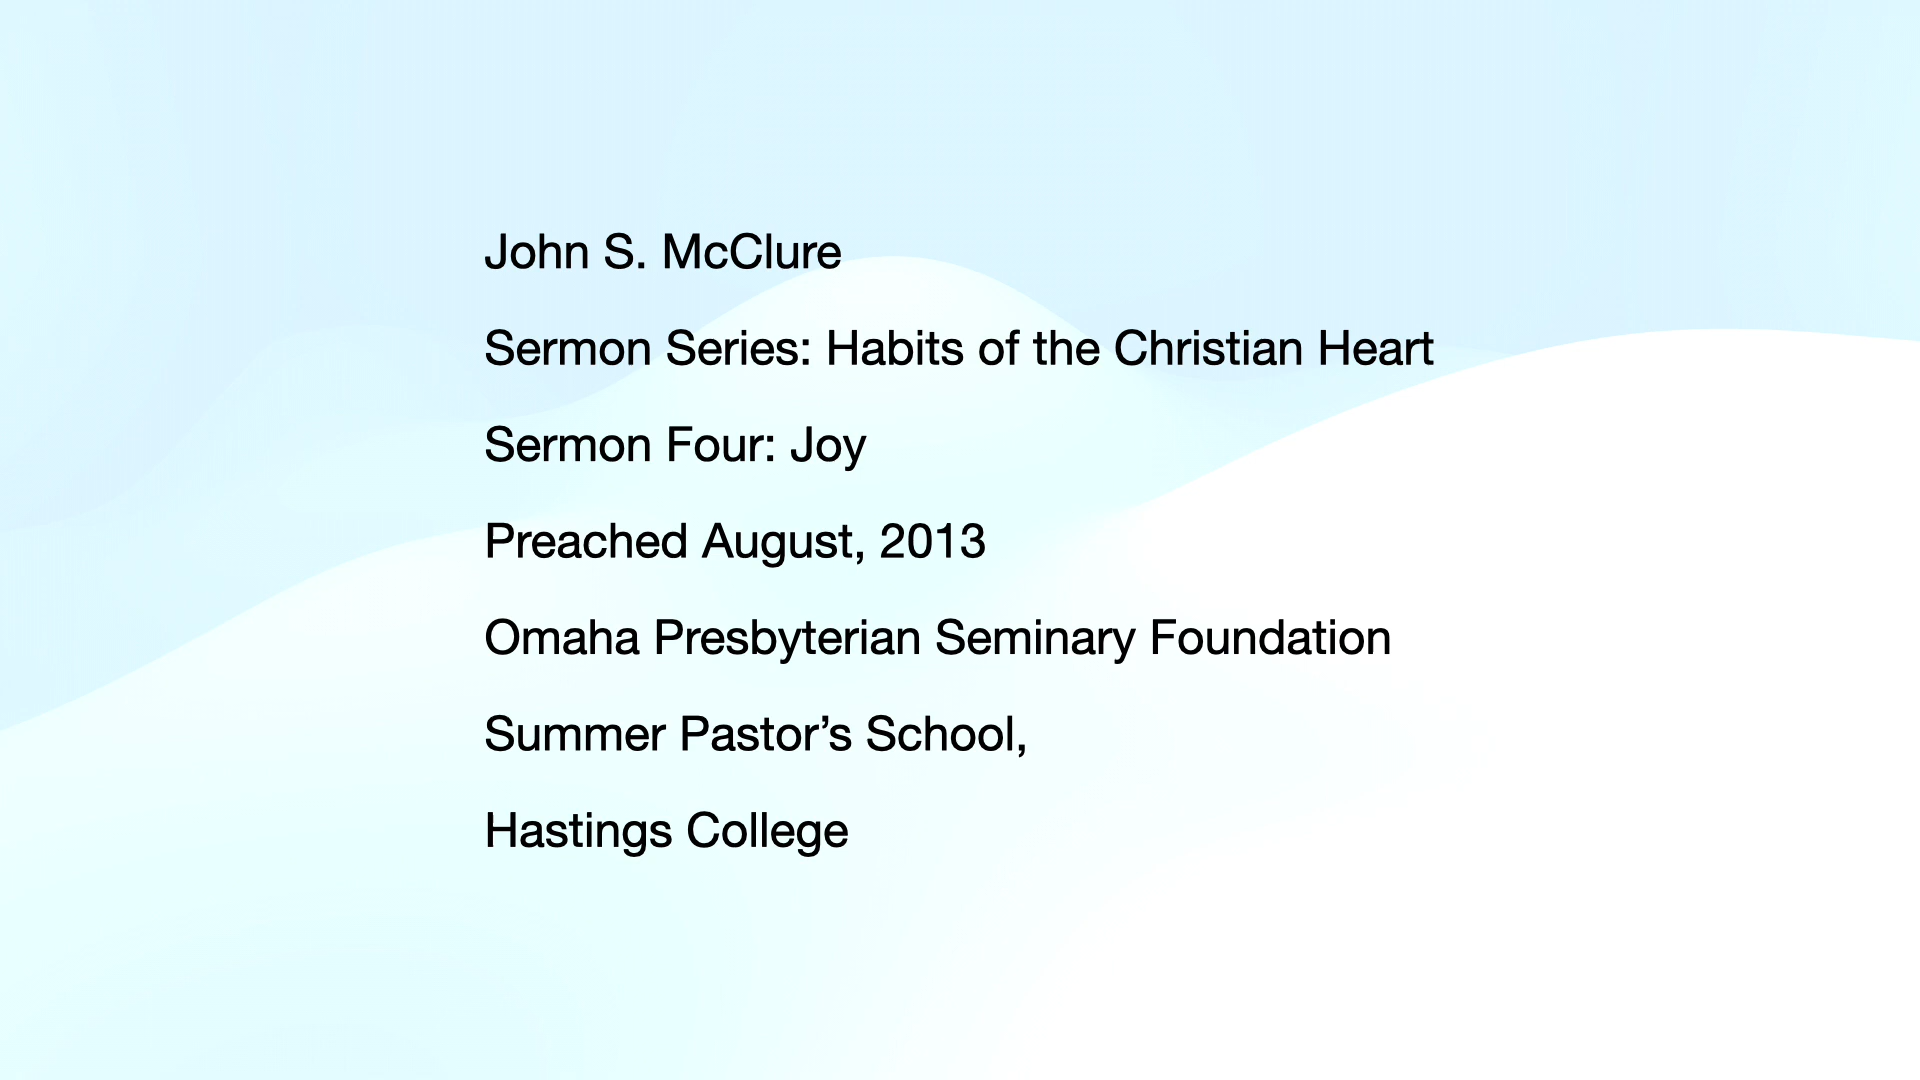 John S. McClure
Sermon Series: Habits of the Christian Heart
Sermon Four: Joy
Preached August, 2013
Omaha Presbyterian Seminary Foundation
Summer Pastor’s School,
Hastings College